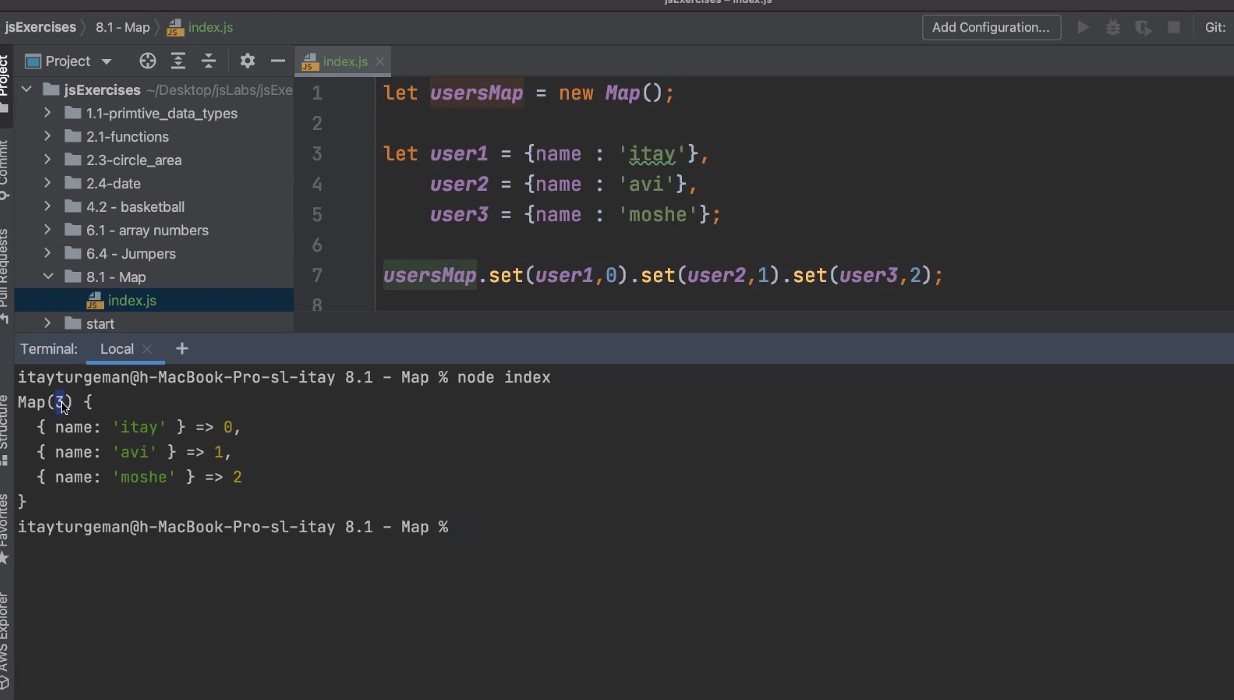 jsExercises – index.js
jsExercises 8.1 - Map index.js
Add Configuration...
Git:
Project
index.js
jsExercises ~/Desktop/jsLabs/jsExe
1.1-primtive_data_types
2.1-functions
2.3-circle_area
2.4-date
4.2 - basketball
6.1 - array numbers
6.4 - Jumpers
8.1 - Map
index.js
start
1 let usersMap = new Map();
2
3 let user1 = {name : 'itay'},
4 user2 = {name : 'avi'},
5 user3 = {name : 'moshe'};
6
7 usersMap.set(user1,0).set(user2,1).set(user3,2);
8
Terminal: Local
itayturgeman@h-MacBook-Pro-sl-itay 8.1 - Map % node index
Map(3) {
{ name: 'itay' } => 0,
{ name: 'avi' } => 1,
{ name: 'moshe' } => 2
}
itayturgeman@h-MacBook-Pro-sl-itay 8.1 - Map %
Project
Commit
Pull Requests
Structure
Favorites
AWS Explorer